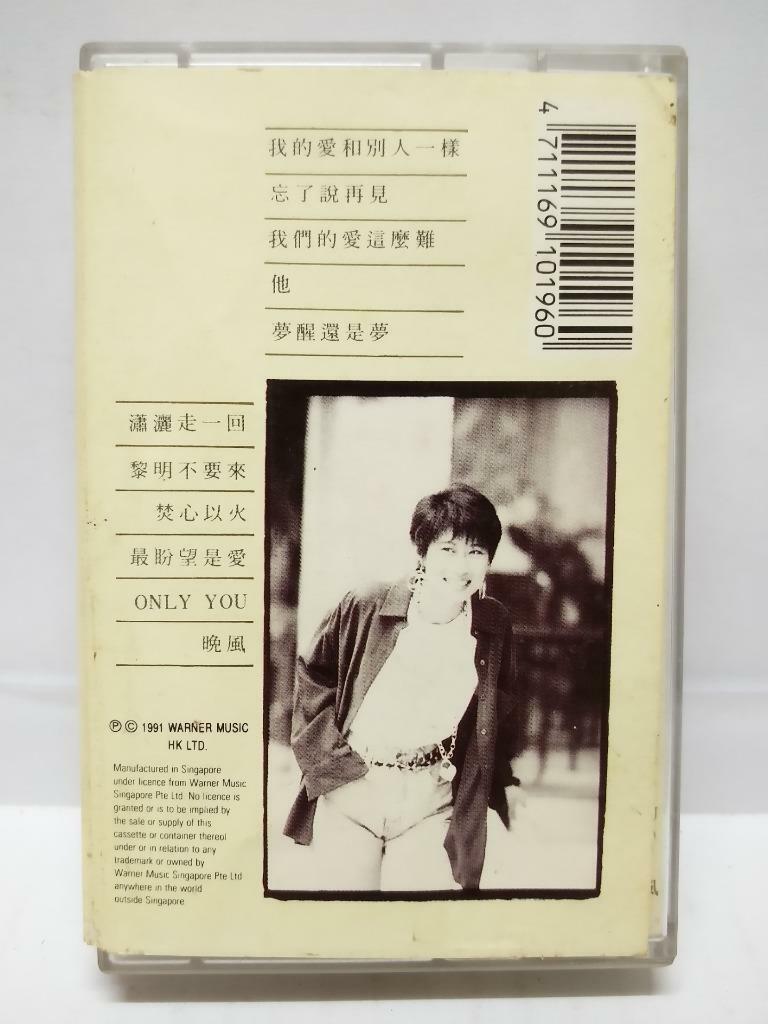 我的愛和別人一樣
忘了說再見
我們的愛這麼難
他
夢醒還是夢
4 711169 101960
瀟灑走一回
黎明不要來
焚心以火
最盼望是愛
ONLY YOU
晚風
℗ © 1991 WARNER MUSIC
HK LTD.
Manufactured in Singapore
under licence from Warner Music
Singapore Pte Ltd. No licence is
granted or is to be implied by
the sale or supply of this
cassette or container thereof
under or in relation to any
trademark or owned by
Warner Music Singapore Pte Ltd
anywhere in the world
outside Singapore